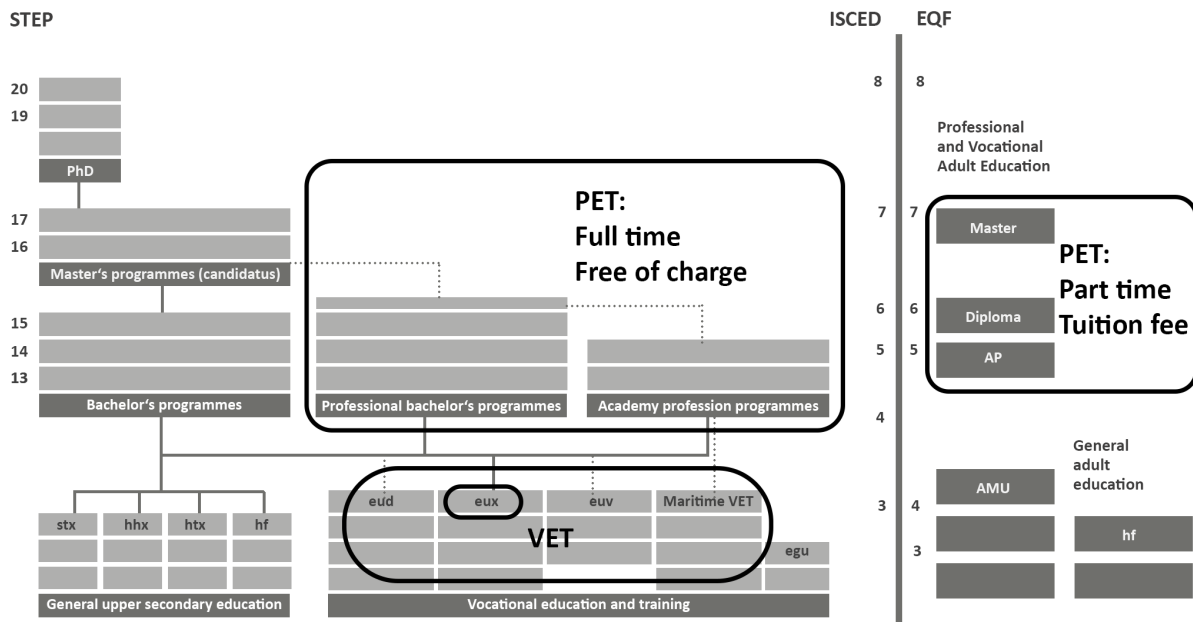 STEP
ISCED
EQF
20
19
PhD
17
16
Master's programmes (candidatus)
15
14
13
Bachelor's programmes
PET:
Full time
Free of charge
Professional bachelor's programmes
Academy profession programmes
8
7
6
5
4
3
8
7
6
5
4
3
Professional
and Vocational
Adult Education
Master
Diploma
AP
PET:
Part time
Tuition fee
General
adult
education
AMU
hf
stx
hhx
htx
hf
General upper secondary education
eud
eux
euv
Maritime VET
VET
egu
Vocational education and training